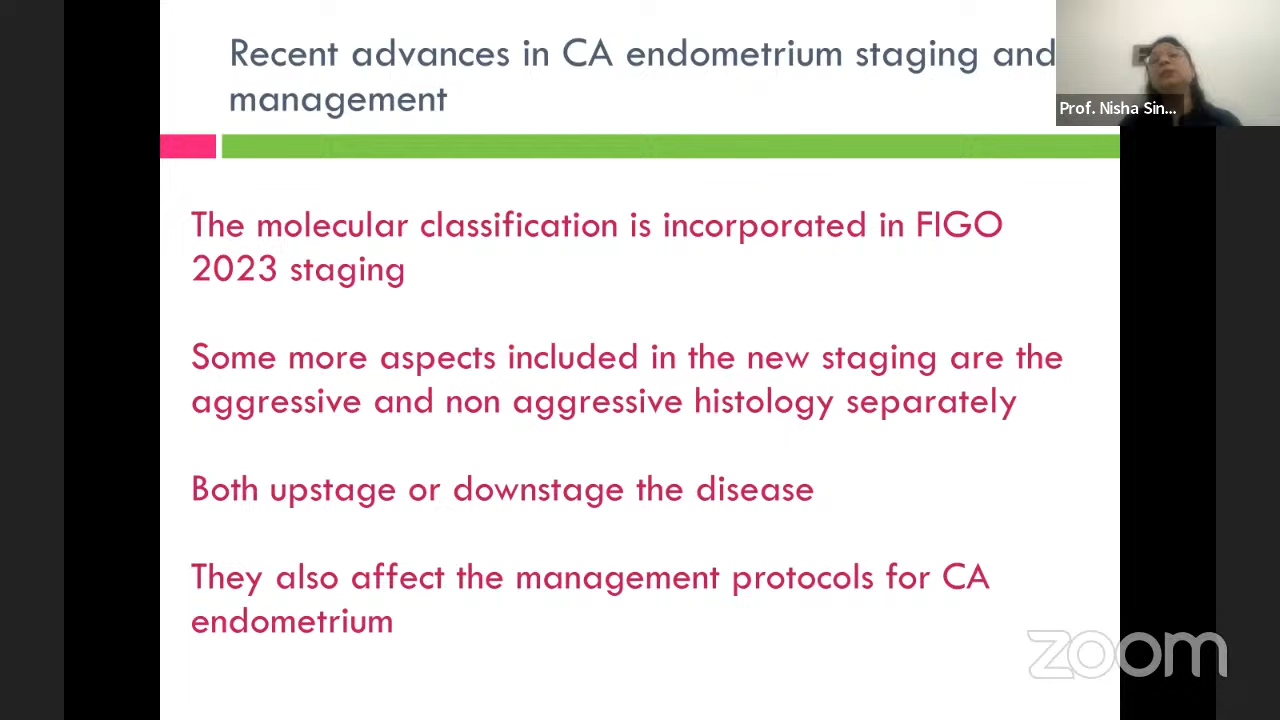 Recent advances in CA endometrium staging and
management
Prof. Nisha Sin...
The molecular classification is incorporated in FIGO
2023 staging
Some more aspects included in the new staging are the
aggressive and non aggressive histology separately
Both upstage or downstage the disease
They also affect the management protocols for CA
endometrium
zoom